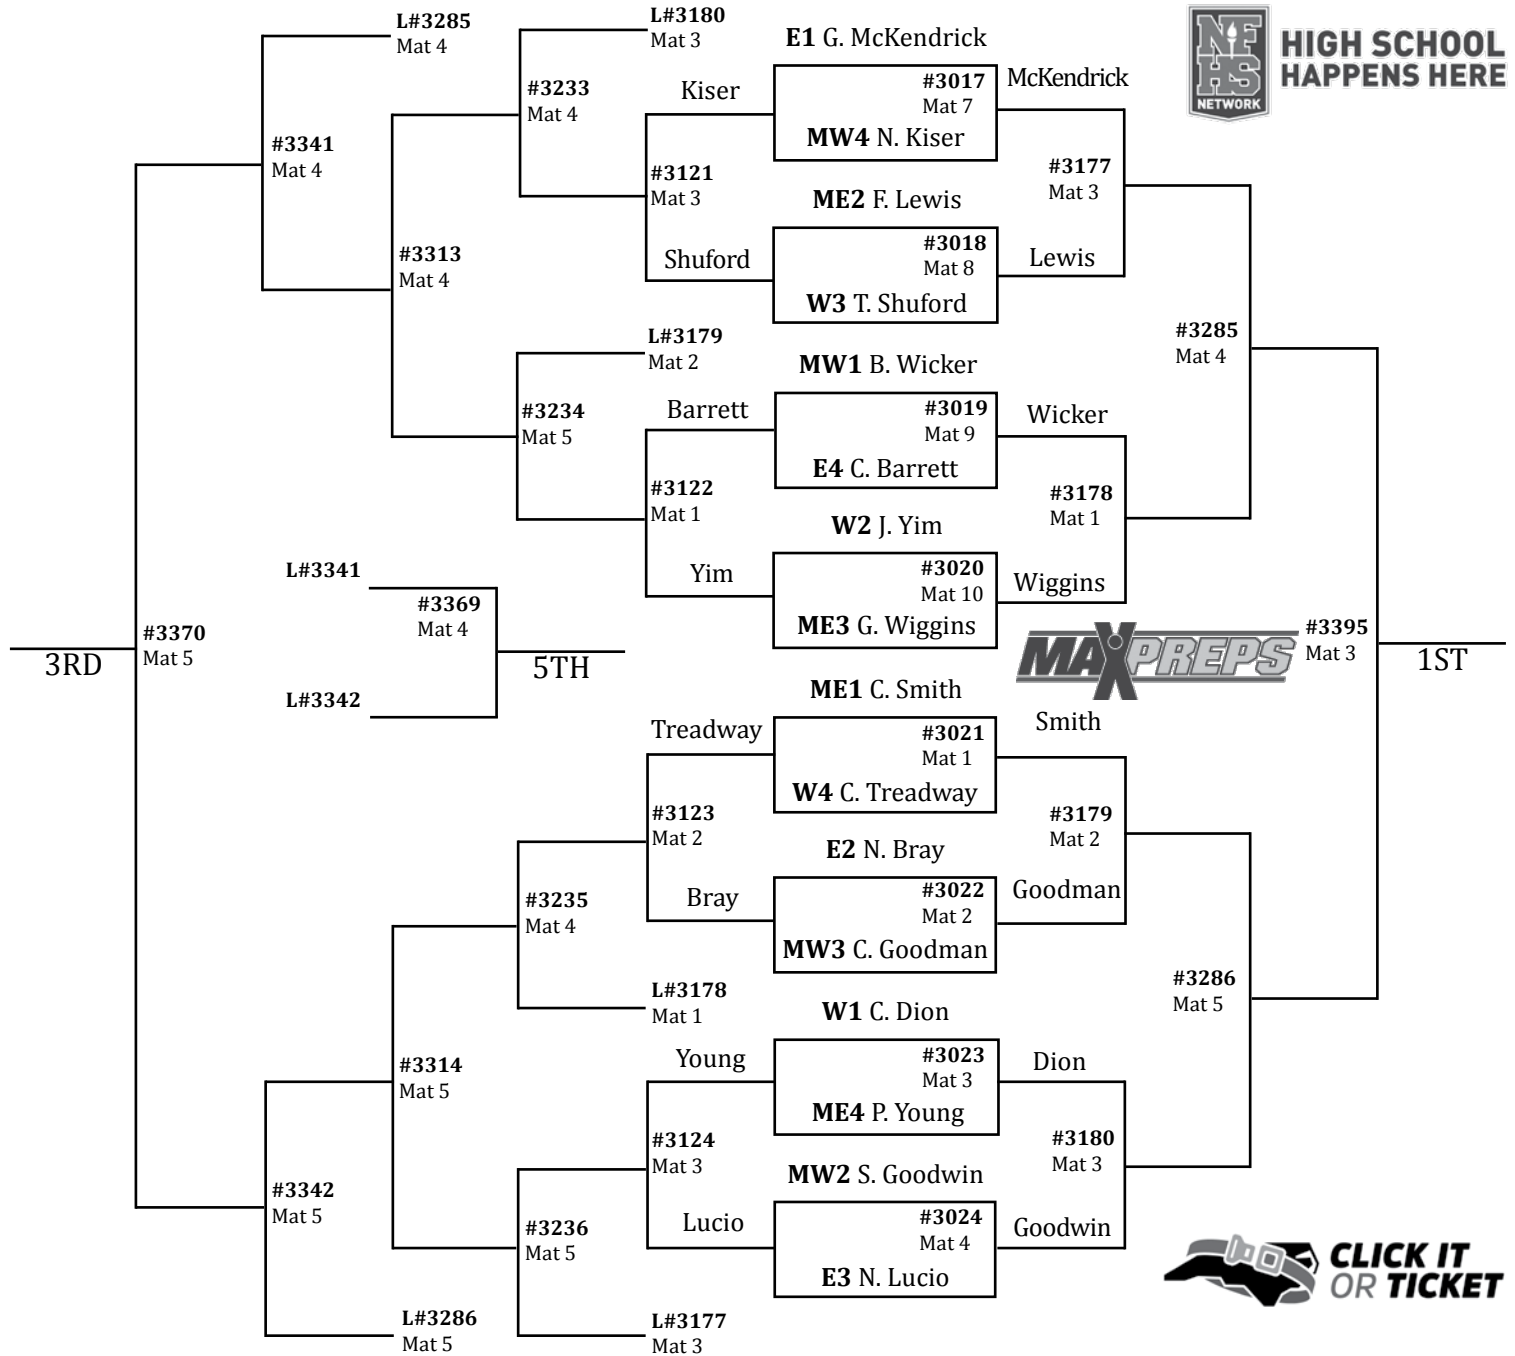 L#3285
Mat 4
L#3180
Mat 3
E1 G. McKendrick
NFHS
NETWORK
HIGH SCHOOL
HAPPENS HERE
#3233
Mat 4
Kiser
#3017
Mat 7
McKendrick
MW4 N. Kiser
#3341
Mat 4
#3121
Mat 3
#3177
Mat 3
ME2 F. Lewis
#3313
Mat 4
Shuford
#3018
Mat 8
Lewis
W3 T. Shuford
L#3179
Mat 2
#3285
Mat 4
MW1 B. Wicker
#3234
Mat 5
Barrett
#3019
Mat 9
Wicker
E4 C. Barrett
#3122
Mat 1
#3178
Mat 1
W2 J. Yim
L#3341
Yim
#3020
Mat 10
Wiggins
#3369
Mat 4
ME3 G. Wiggins
#3370
Mat 5
3RD
5TH
MAXPREPS
#3395
Mat 3
1ST
L#3342
ME1 C. Smith
Treadway
#3021
Mat 1
Smith
W4 C. Treadway
#3123
Mat 2
#3179
Mat 2
E2 N. Bray
#3235
Mat 4
Bray
#3022
Mat 2
Goodman
MW3 C. Goodman
L#3178
Mat 1
#3286
Mat 5
W1 C. Dion
#3314
Mat 5
Young
#3023
Mat 3
Dion
ME4 P. Young
#3124
Mat 3
#3180
Mat 3
MW2 S. Goodwin
#3342
Mat 5
#3236
Mat 5
Lucio
#3024
Mat 4
Goodwin
E3 N. Lucio
CLICK IT
OR TICKET
L#3286
Mat 5
L#3177
Mat 3